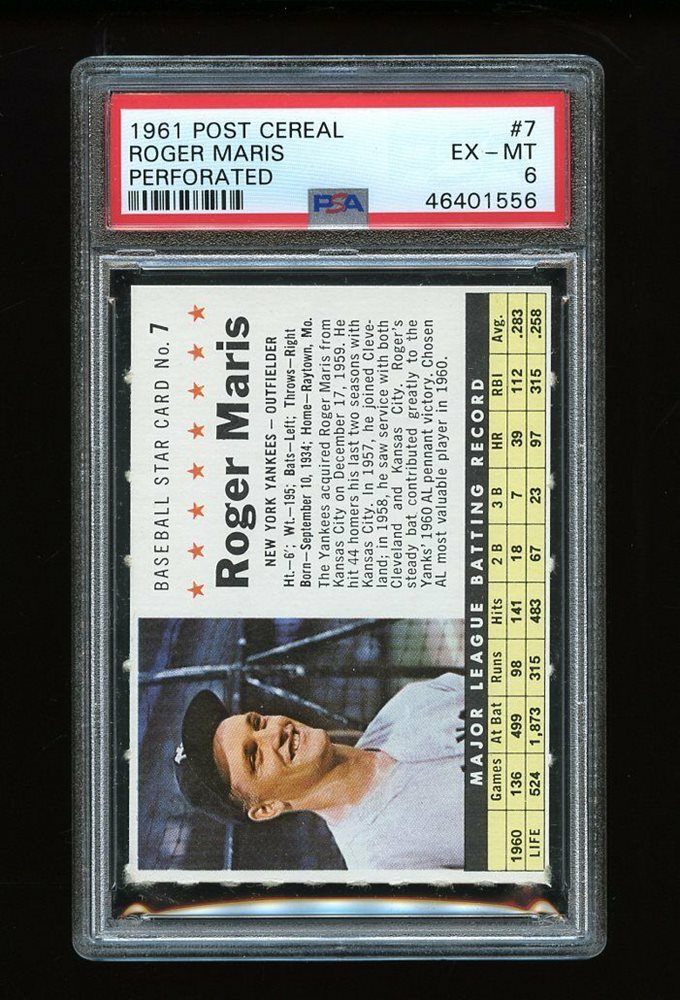 1961 POST CEREAL #7
ROGER MARIS EX - MT
PERFORATED 6
PSA 46401556
BASEBALL STAR CARD No. 7
Roger Maris
NEW YORK YANKEES — OUTFIELDER
Ht.—6'; Wt.—195; Bats—Left; Throws—Right
Born—September 10, 1934; Home—Raytown, Mo.
The Yankees acquired Roger Maris from
Kansas City on December 17, 1959. He
hit 44 homers his last two seasons with
Kansas City. In 1957, he joined Cleve-
land; in 1958, he saw service with both
Cleveland and Kansas City. Roger's
steady bat contributed greatly to the
Yanks' 1960 AL pennant victory. Chosen
AL most valuable player in 1960.
MAJOR LEAGUE BATTING RECORD
Games At Bat Runs Hits 2 B 3 B HR RBI Avg.
1960 136 499 98 141 18 7 39 112 .283
LIFE 524 1,873 315 483 67 23 97 315 .258